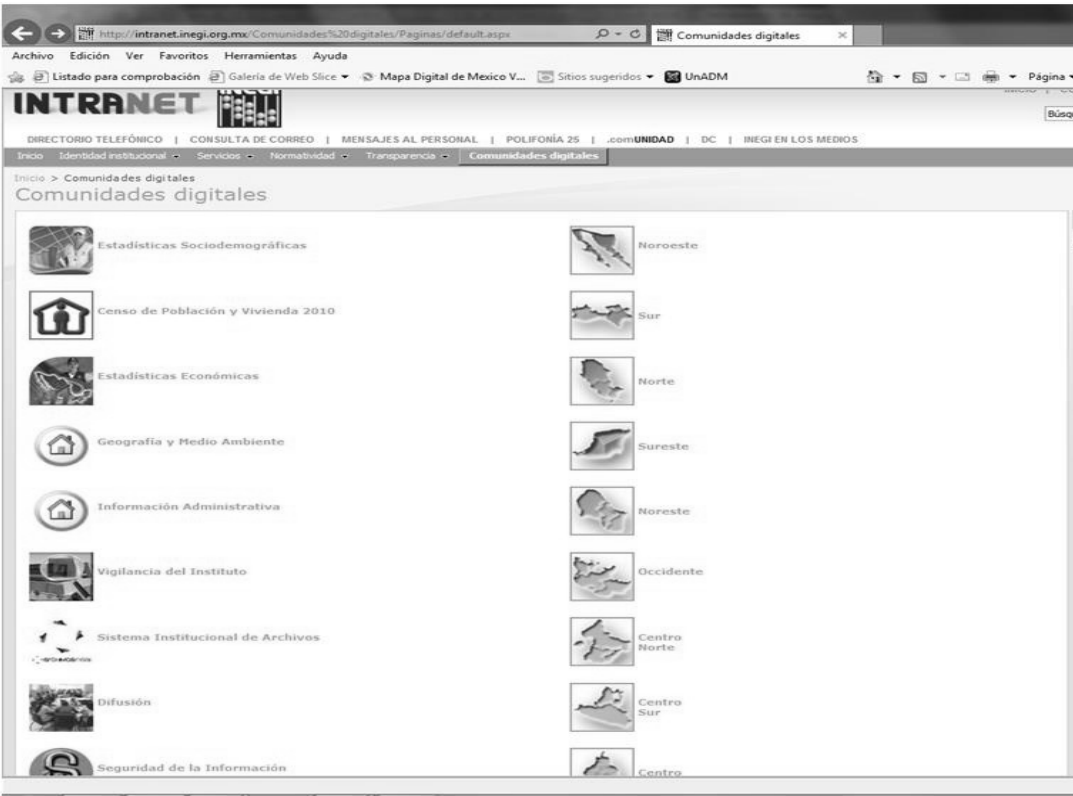 http://intranet.inegi.org.mx/Comunidades%20digitales/Paginas/default.aspx
Comunidades digitales
Archivo Edición Ver Favoritos Herramientas Ayuda
Listado para comprobación Galería de Web Slice Mapa Digital de Mexico V... Sitios sugeridos UnADM Página
INTRANET INEGI
Búsq
DIRECTORIO TELEFÓNICO | CONSULTA DE CORREO | MENSAJES AL PERSONAL | POLIFONÍA 25 | .comUNIDAD | DC | INEGI EN LOS MEDIOS
Inicio Identidad institucional Servicios Normatividad Transparencia Comunidades digitales
Inicio > Comunidades digitales
Comunidades digitales
Estadísticas Sociodemográficas
Noroeste
Censo de Población y Vivienda 2010
Sur
Estadísticas Económicas
Norte
Geografía y Medio Ambiente
Sureste
Información Administrativa
Noreste
Vigilancia del Instituto
Occidente
Sistema Institucional de Archivos
Centro
Norte
Difusión
Centro
Sur
Seguridad de la Información
Centro